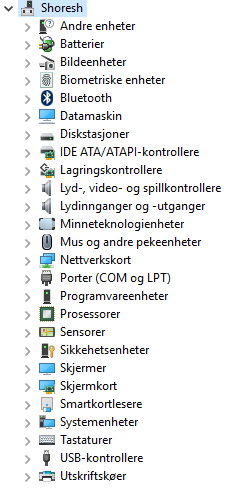 Shoresh
Andre enheter
Batterier
Bildeenheter
Biometriske enheter
Bluetooth
Datamaskin
Diskstasjoner
IDE ATA/ATAPI-kontrollere
Lagringskontrollere
Lyd-, video- og spillkontrollere
Lydinnganger og -utganger
Minneteknologienheter
Mus og andre pekeenheter
Nettverkskort
Porter (COM og LPT)
Programvareenheter
Prosessorer
Sensorer
Sikkehetsenheter
Skjermer
Skjermkort
Smartkortlesere
Systemenheter
Tastaturer
USB-kontrollere
Utskriftskøer